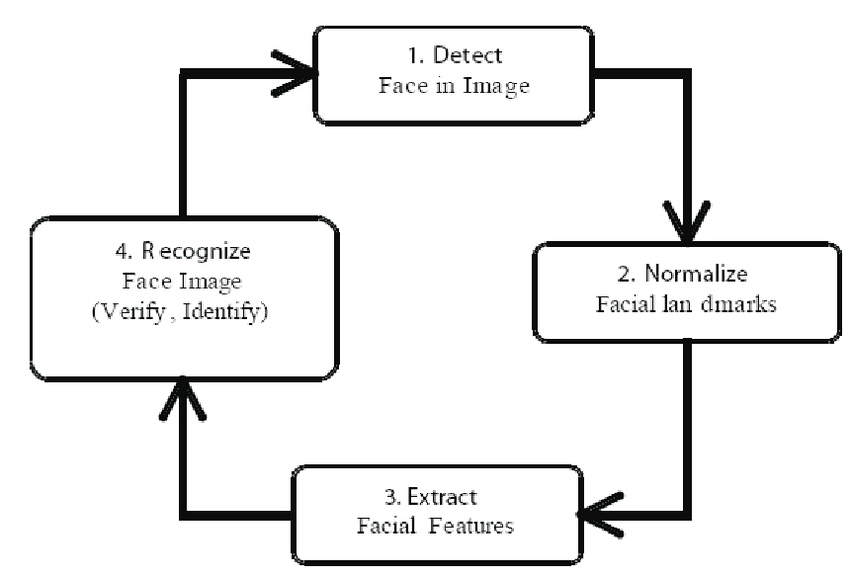 1. Detect
Face in Image
2. Normalize
Facial lan dmarks
3. Extract
Facial Features
4. Recognize
Face Image
(Verify, Identify)